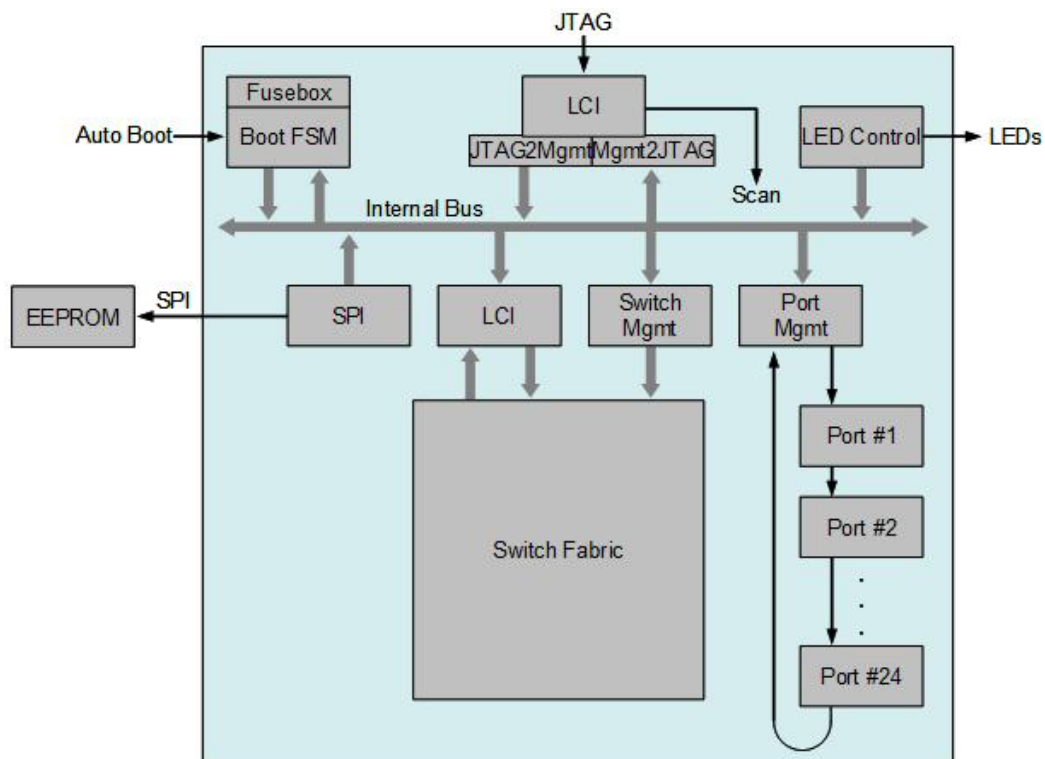 JTAG
Fusebox
LCI
Auto Boot
Boot FSM
LED Control
LEDs
JTAG2Mgmt
Mgmt2JTAG
Scan
Internal Bus
SPI
EEPROM
SPI
LCI
Switch
Mgmt
Port
Mgmt
Port #1
Port #2
.
.
.
Switch Fabric
Port #24